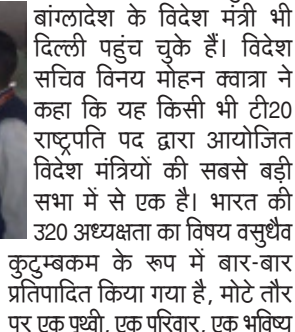 बांग्लादेश के विदेश मंत्री भी
दिल्ली पहुंच चुके हैं। विदेश
सचिव विनय मोहन क्वात्रा ने
कहा कि यह किसी भी टी20
राष्ट्रपति पद द्वारा आयोजित
विदेश मंत्रियों की सबसे बड़ी
सभा में से एक है। भारत की
उ20 अध्यक्षता का विषय वसुधैव
कुटुम्बकम के रूप में बार-बार
प्रतिपादित किया गया है, मोटे तौर
पर एक पृथ्वी, एक परिवार, एक भविष्य